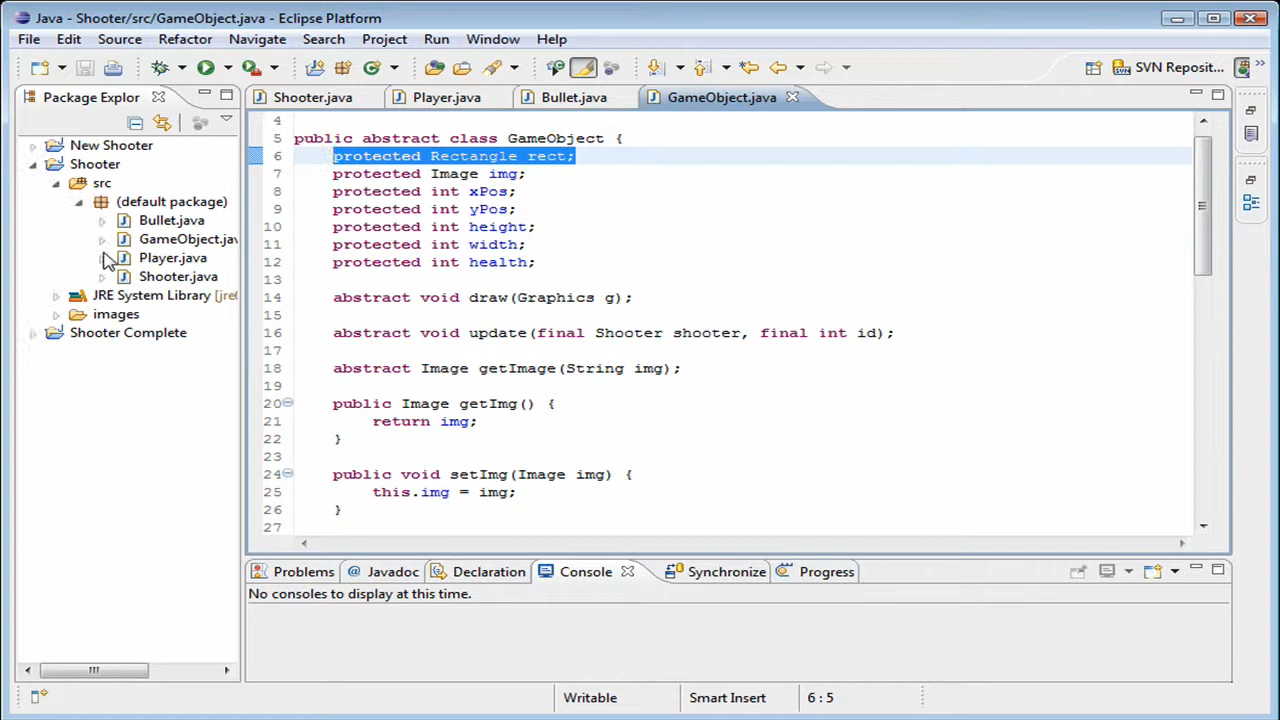 Java - Shooter/src/GameObject.java - Eclipse Platform
File Edit Source Refactor Navigate Search Project Run Window Help
SVN Reposit...
Package Explor
Shooter.java Player.java Bullet.java GameObject.java
New Shooter
Shooter
src
(default package)
Bullet.java
GameObject.jav
Player.java
Shooter.java
JRE System Library [jre
images
Shooter Complete
4
5 public abstract class GameObject {
6 protected Rectangle rect;
7 protected Image img;
8 protected int xPos;
9 protected int yPos;
10 protected int height;
11 protected int width;
12 protected int health;
13
14 abstract void draw(Graphics g);
15
16 abstract void update(final Shooter shooter, final int id);
17
18 abstract Image getImage(String img);
19
20 public Image getImg() {
21 return img;
22 }
23
24 public void setImg(Image img) {
25 this.img = img;
26 }
27
Problems @ Javadoc Declaration Console Synchronize Progress
No consoles to display at this time.
Writable Smart Insert 6 : 5